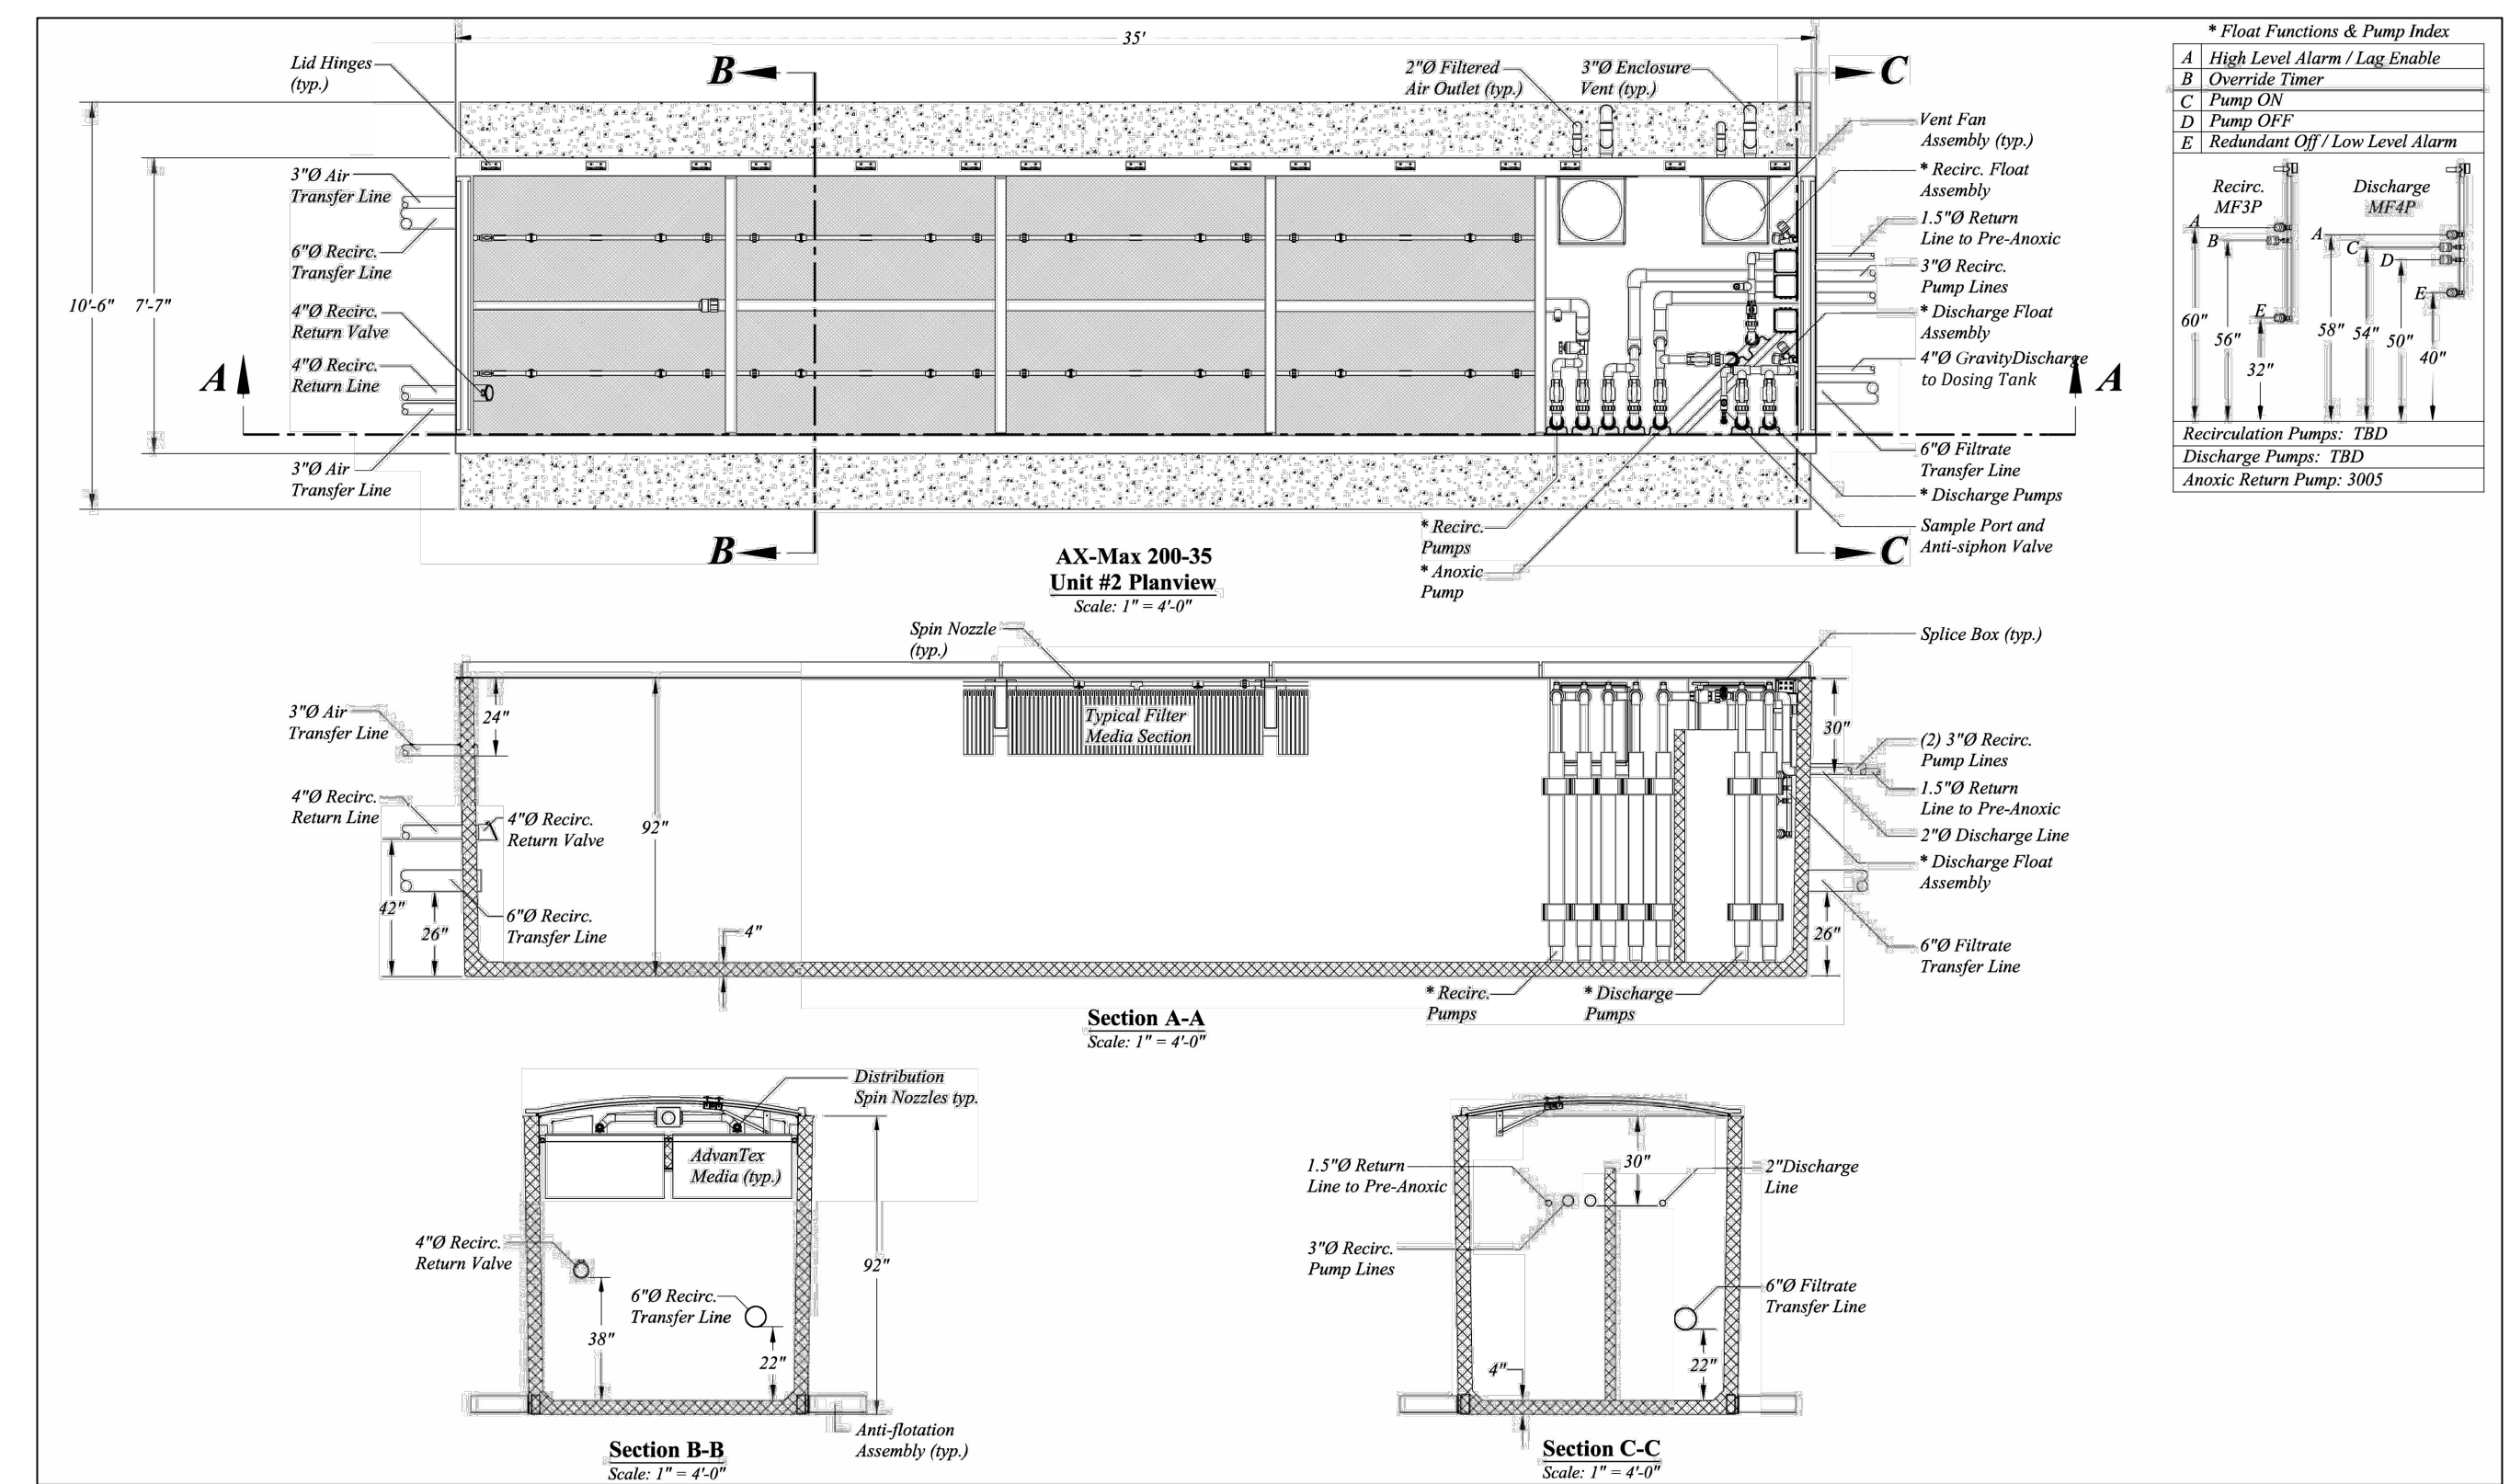 35'
Lid Hinges
(typ.)
B
2"Ø Filtered
Air Outlet (typ.)
3"Ø Enclosure
Vent (typ.)
C
Vent Fan
Assembly (typ.)
3"Ø Air
Transfer Line
* Recirc. Float
Assembly
6"Ø Recirc.
Transfer Line
1.5"Ø Return
Line to Pre-Anoxic
3"Ø Recirc.
Pump Lines
10'-6"
7'-7"
4"Ø Recirc.
Return Valve
* Discharge Float
Assembly
4"Ø Recirc.
Return Line
4"Ø GravityDischarge
to Dosing Tank
A
A
3"Ø Air
Transfer Line
6"Ø Filtrate
Transfer Line
* Discharge Pumps
Sample Port and
Anti-siphon Valve
* Recirc.
Pumps
* Anoxic
Pump
B
C
AX-Max 200-35
Unit #2 Planview
Scale: 1" = 4'-0"
* Float Functions & Pump Index
A High Level Alarm / Lag Enable
B Override Timer
C Pump ON
D Pump OFF
E Redundant Off / Low Level Alarm
Recirc.
MF3P
Discharge
MF4P
A
B
E
A
C
D
E
60"
56"
32"
58"
54"
50"
40"
Recirculation Pumps: TBD
Discharge Pumps: TBD
Anoxic Return Pump: 3005
Spin Nozzle
(typ.)
Splice Box (typ.)
3"Ø Air
Transfer Line
24"
Typical Filter
Media Section
30"
(2) 3"Ø Recirc.
Pump Lines
4"Ø Recirc.
Return Line
4"Ø Recirc.
Return Valve
92"
1.5"Ø Return
Line to Pre-Anoxic
2"Ø Discharge Line
* Discharge Float
Assembly
42"
26"
6"Ø Recirc.
Transfer Line
4"
26"
6"Ø Filtrate
Transfer Line
* Recirc.
Pumps
* Discharge
Pumps
Section A-A
Scale: 1" = 4'-0"
Distribution
Spin Nozzles typ.
AdvanTex
Media (typ.)
4"Ø Recirc.
Return Valve
92"
6"Ø Recirc.
Transfer Line
38"
22"
Anti-flotation
Assembly (typ.)
Section B-B
Scale: 1" = 4'-0"
1.5"Ø Return
Line to Pre-Anoxic
30"
2"Discharge
Line
3"Ø Recirc.
Pump Lines
6"Ø Filtrate
Transfer Line
4"
22"
Section C-C
Scale: 1" = 4'-0"